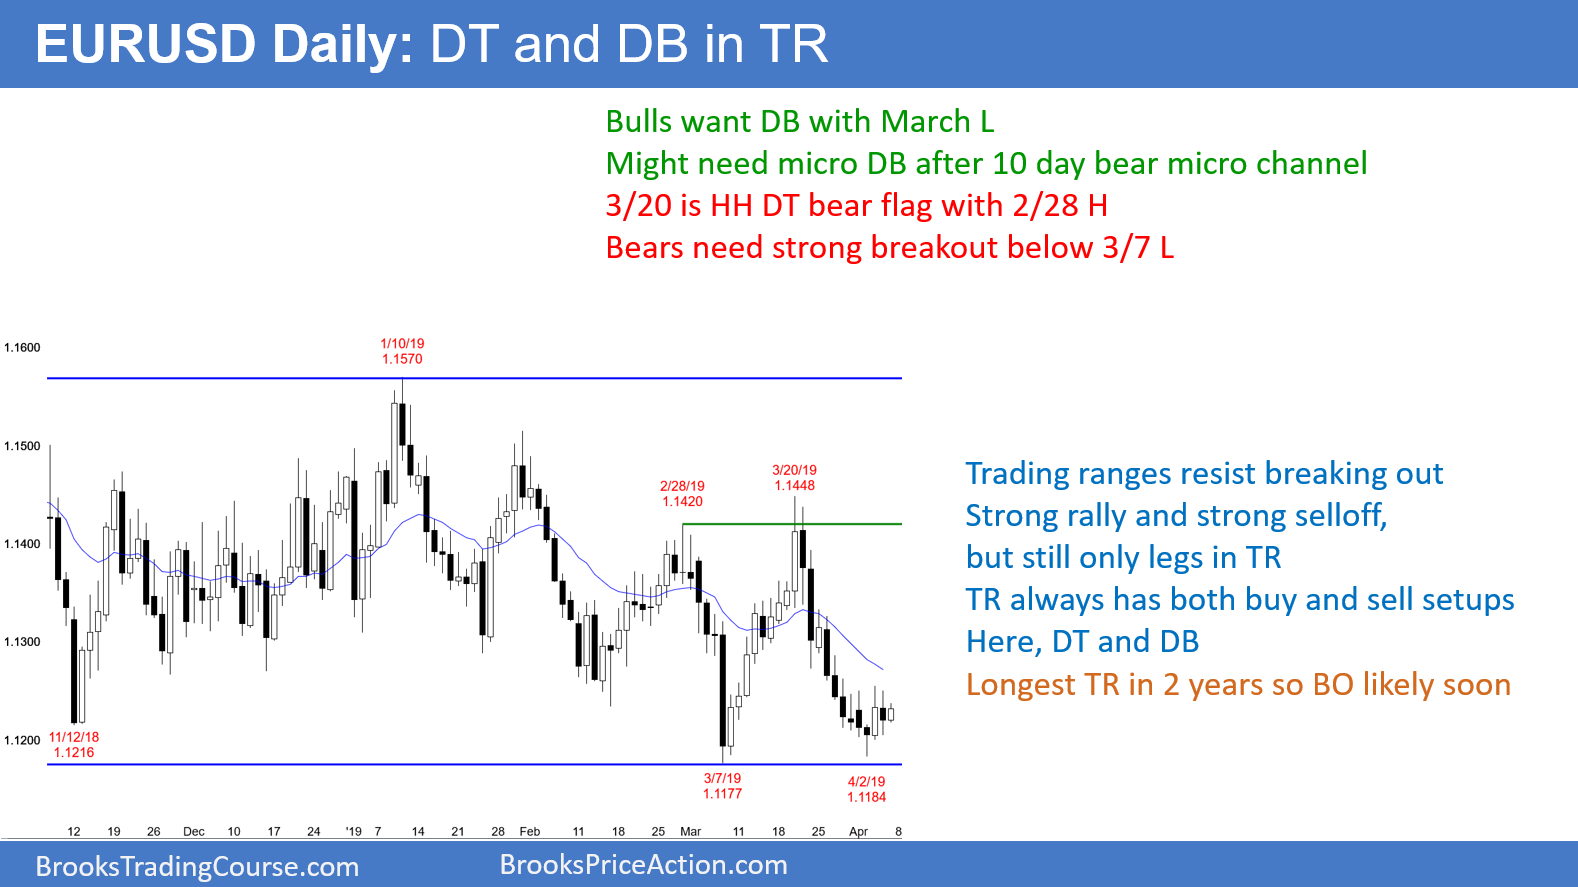 EURUSD Daily: DT and DB in TR
Bulls want DB with March L
Might need micro DB after 10 day bear micro channel
3/20 is HH DT bear flag with 2/28 H
Bears need strong breakout below 3/7 L
1.1600
1.1500
1.1400
1.1300
1.1200
1/10/19
1.1570
2/28/19
1.1420
3/20/19
1.1448
11/12/18
1.1216
3/7/19
1.1177
4/2/19
1.1184
12 19 26 Dec 10 17 24 '19 7 14 21 28 Feb 11 18 25 Mar 11 18 25 Apr 8
Trading ranges resist breaking out
Strong rally and strong selloff,
but still only legs in TR
TR always has both buy and sell setups
Here, DT and DB
Longest TR in 2 years so BO likely soon
BrooksTradingCourse.com
BrooksPriceAction.com